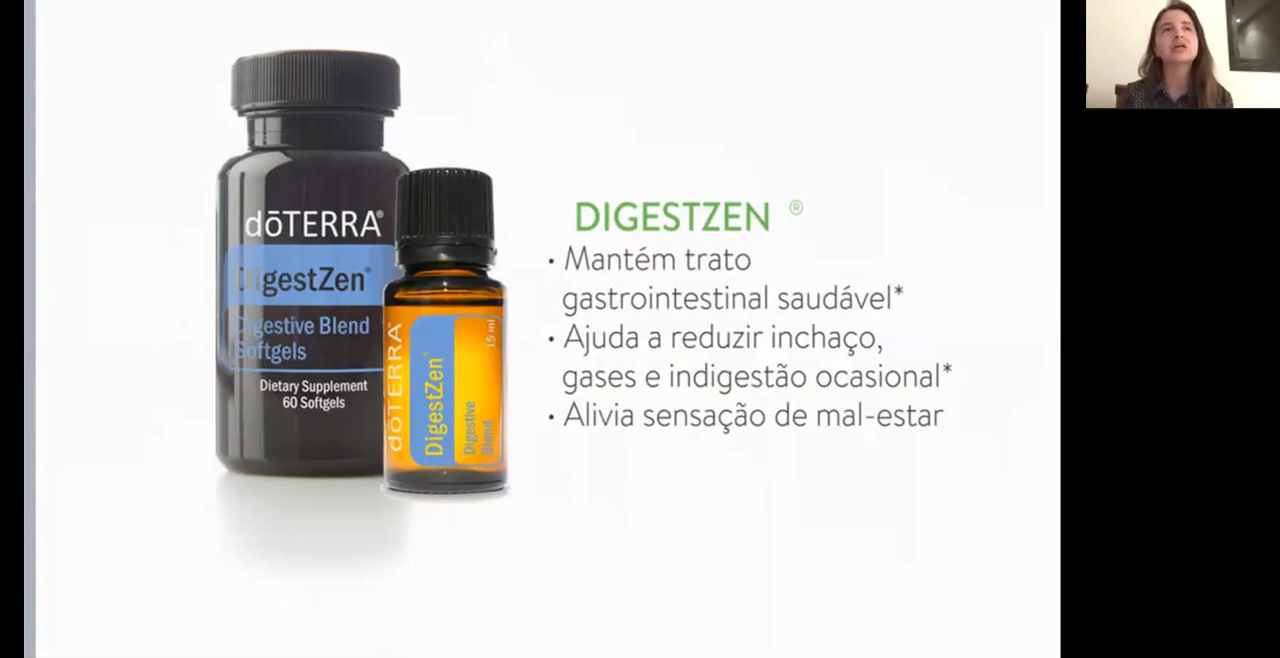 dōTERRA®
DigestZen®
Digestive Blend
Softgels
Dietary Supplement
60 Softgels
dōTERRA™
DigestZen®
Digestive
Blend
15 ml
DIGESTZEN ®
• Mantém trato
gastrointestinal saudável*
• Ajuda a reduzir inchaço,
gases e indigestão ocasional*
• Alivia sensação de mal-estar